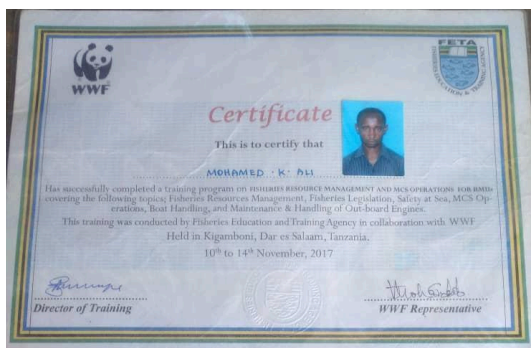 WWF
FETA
FISHERIES EDUCATION & TRAINING AGENCY
Certificate
This is to certify that
MOHAMED · K · ALI
Has successfully completed a training program on FISHERIES RESOURCE MANAGEMENT AND MCS OPERATIONS FOR BMUs
covering the following topics; Fisheries Resources Management, Fisheries Legislation, Safety at Sea, MCS Op-
erations, Boat Handling, and Maintenance & Handling of Out-board Engines.
This training was conducted by Fisheries Education and Training Agency in collaboration with WWF
Held in Kigamboni, Dar es Salaam, Tanzania.
10th to 14th November, 2017
Director of Training
WWF Representative